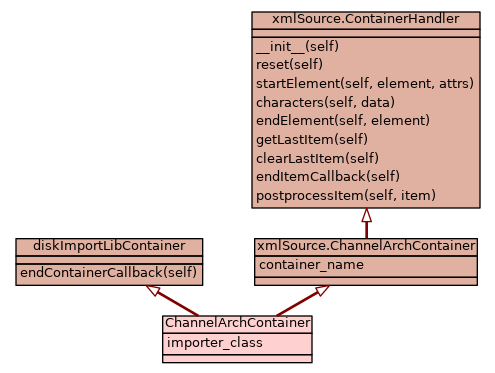 xmlSource.ContainerHandler
__init__(self)
reset(self)
startElement(self, element, attrs)
characters(self, data)
endElement(self, element)
getLastItem(self)
clearLastItem(self)
endItemCallback(self)
postprocessItem(self, item)
diskImportLibContainer
endContainerCallback(self)
xmlSource.ChannelArchContainer
container_name
ChannelArchContainer
importer_class